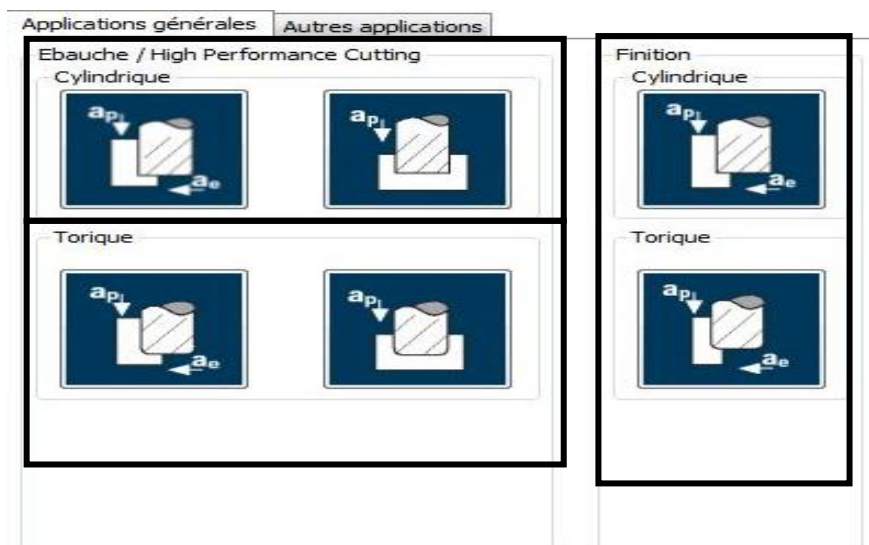 Applications générales
Autres applications
Ebauche / High Performance Cutting
Cylindrique
ap
ae
ap
Torique
ap
ae
ap
Finition
Cylindrique
ap
ae
Torique
ap
ae